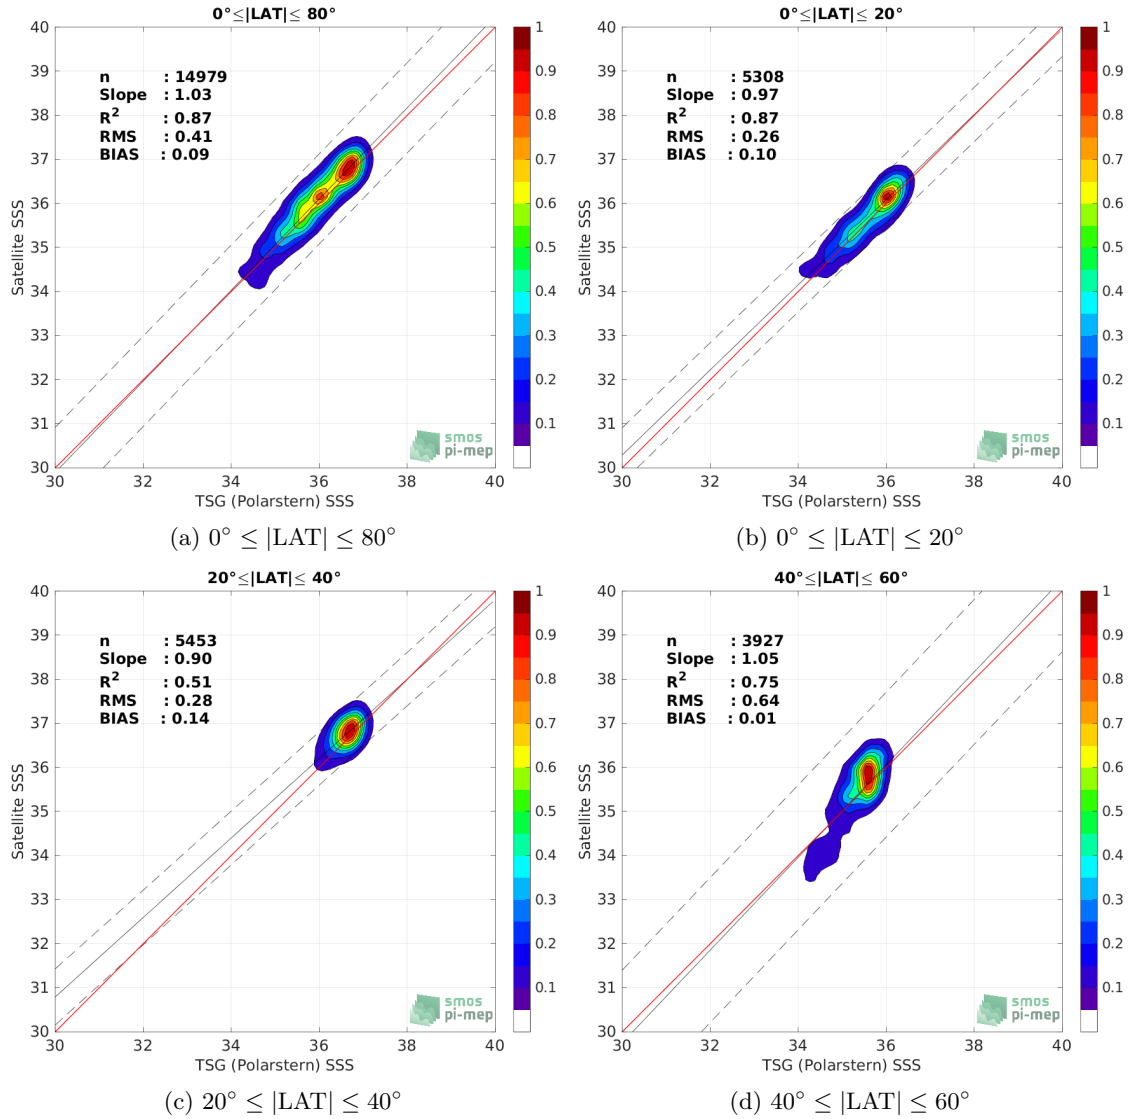 0°≤|LAT|≤ 80°
40
39
38
37
36
35
34
33
32
31
30
Satellite SSS
n : 14979
Slope : 1.03
R² : 0.87
RMS : 0.41
BIAS : 0.09
smos
pi-mep
30 32 34 36 38 40
TSG (Polarstern) SSS
1
0.9
0.8
0.7
0.6
0.5
0.4
0.3
0.2
0.1
(a) 0° ≤ |LAT| ≤ 80°
0°≤|LAT|≤ 20°
40
39
38
37
36
35
34
33
32
31
30
Satellite SSS
n : 5308
Slope : 0.97
R² : 0.87
RMS : 0.26
BIAS : 0.10
smos
pi-mep
30 32 34 36 38 40
TSG (Polarstern) SSS
1
0.9
0.8
0.7
0.6
0.5
0.4
0.3
0.2
0.1
(b) 0° ≤ |LAT| ≤ 20°
20°≤|LAT|≤ 40°
40
39
38
37
36
35
34
33
32
31
30
Satellite SSS
n : 5453
Slope : 0.90
R² : 0.51
RMS : 0.28
BIAS : 0.14
smos
pi-mep
30 32 34 36 38 40
TSG (Polarstern) SSS
1
0.9
0.8
0.7
0.6
0.5
0.4
0.3
0.2
0.1
(c) 20° ≤ |LAT| ≤ 40°
40°≤|LAT|≤ 60°
40
39
38
37
36
35
34
33
32
31
30
Satellite SSS
n : 3927
Slope : 1.05
R² : 0.75
RMS : 0.64
BIAS : 0.01
smos
pi-mep
30 32 34 36 38 40
TSG (Polarstern) SSS
1
0.9
0.8
0.7
0.6
0.5
0.4
0.3
0.2
0.1
(d) 40° ≤ |LAT| ≤ 60°